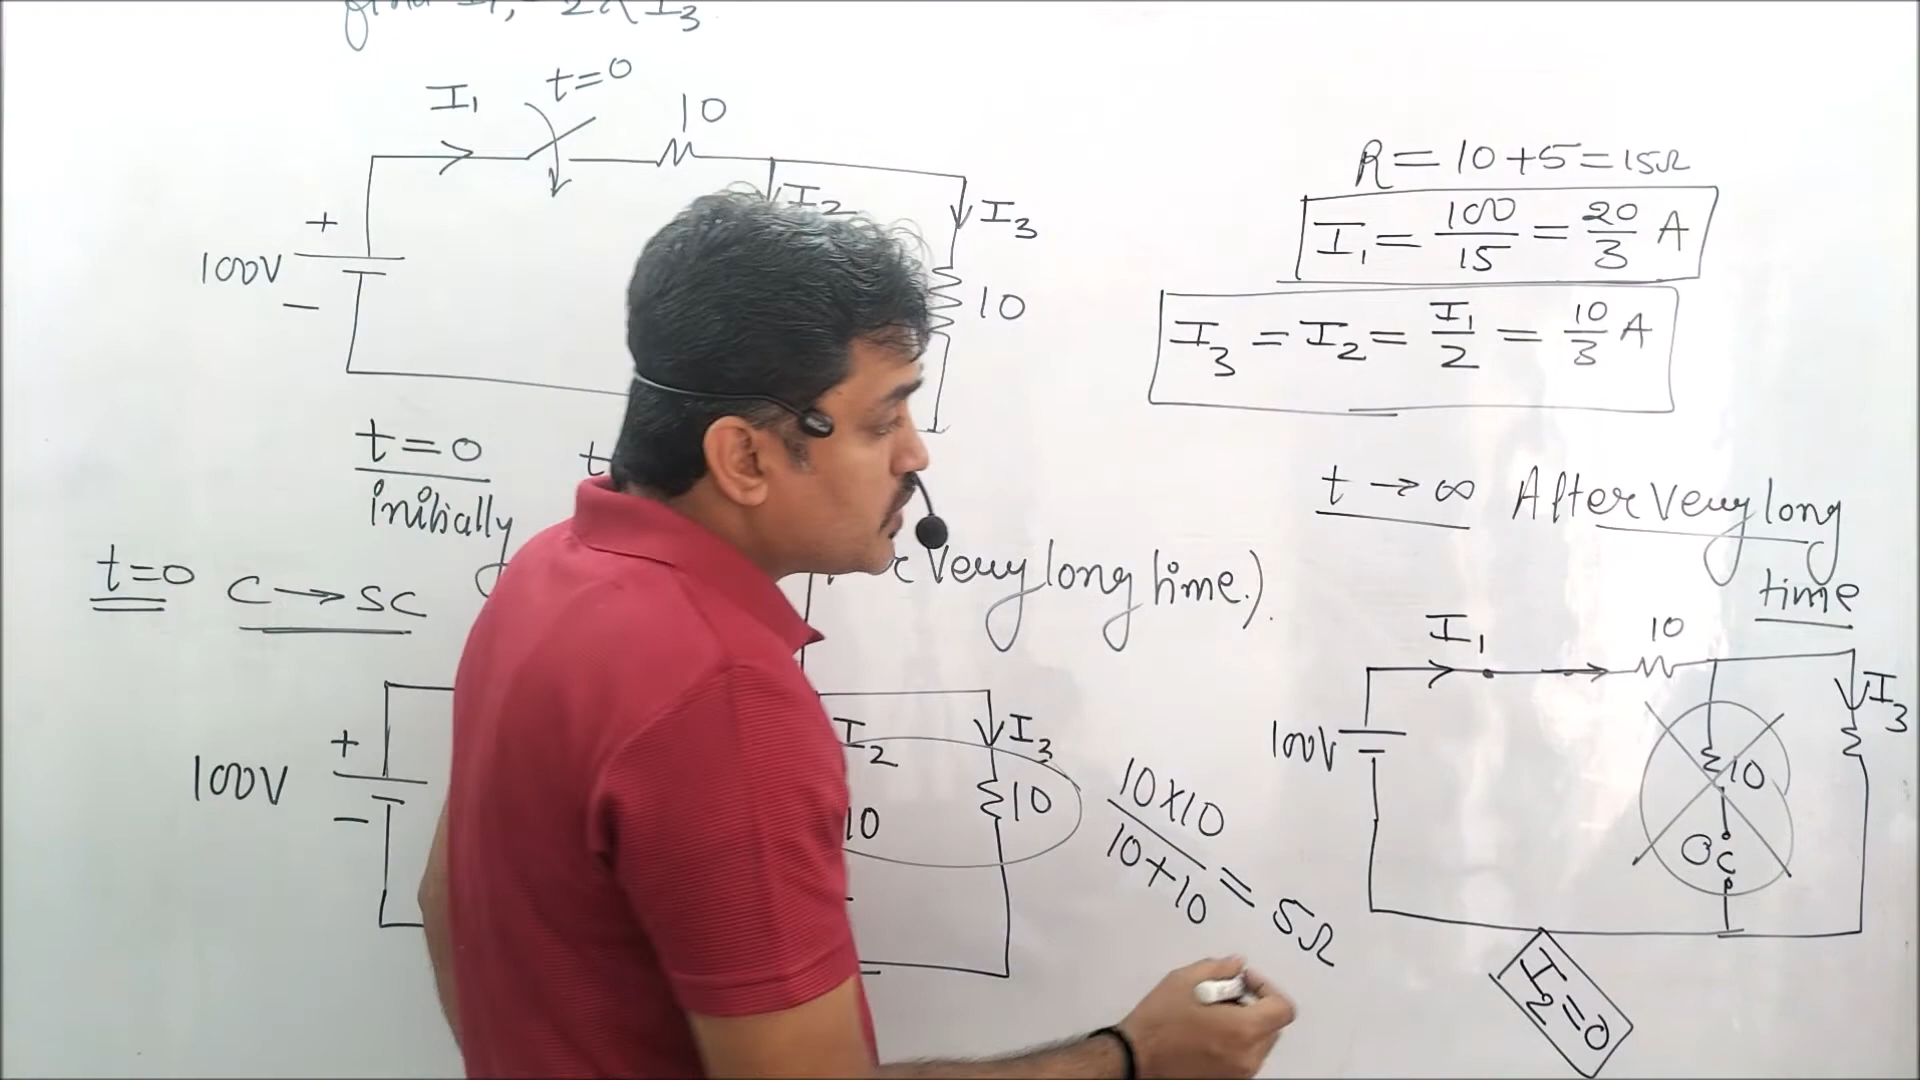 I₃
I₁
t=0
10
I₂
I₃
+
100V
−
10
t=0
initially
t=0 C→SC
Very long time.).
+
100V
−
I₂
I₃
10
10
10×10
10+10
= 5Ω
R = 10+5 = 15Ω
I₁ = 100/15 = 20/3 A
I₃ = I₂ = I₁/2 = 10/3 A
t → ∞ After Very long
time
I₁
10
100V
I₃
10
OC
I₂=0